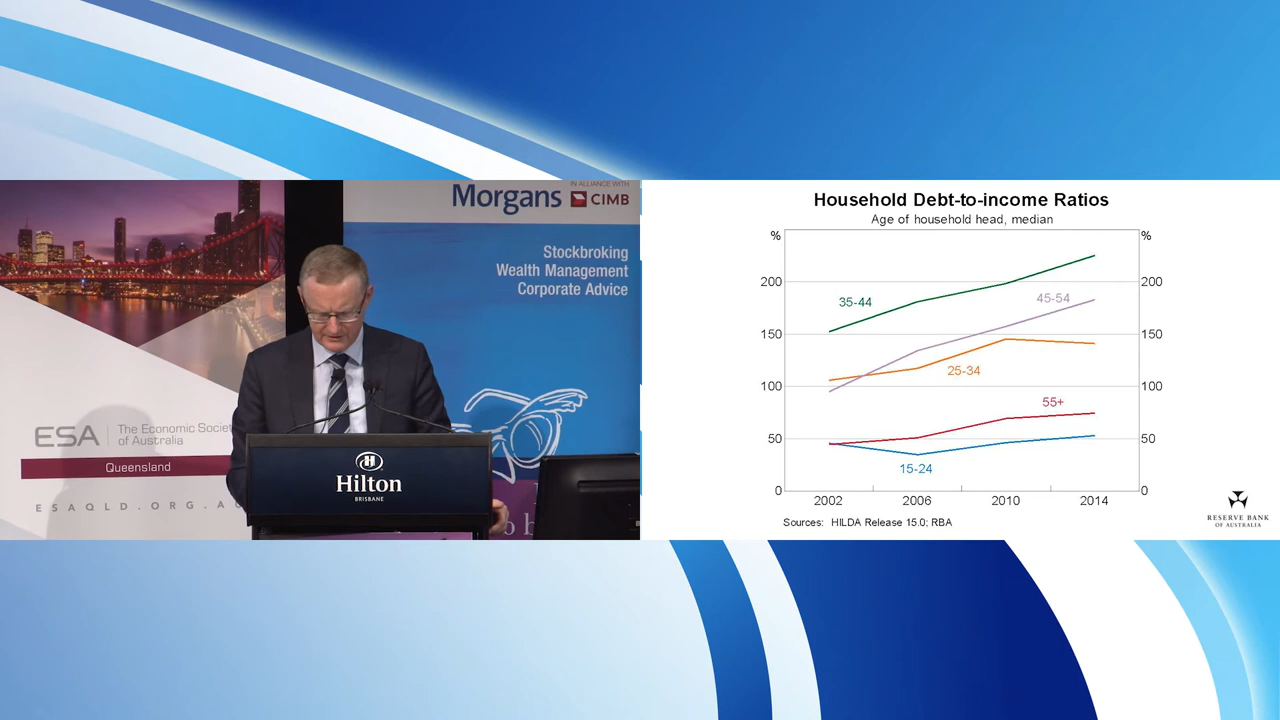 Morgans
IN ALLIANCE WITH
CIMB
Stockbroking
Wealth Management
Corporate Advice
ESA
The Economic Societ
of Australia
Queensland
ESAQLD.ORG.AU
Hilton
BRISBANE
Household Debt-to-income Ratios
Age of household head, median
% %
200 200
150 150
100 100
50 50
0 0
35-44
45-54
25-34
55+
15-24
2002 2006 2010 2014
Sources: HILDA Release 15.0; RBA
RESERVE BANK
OF AUSTRALIA